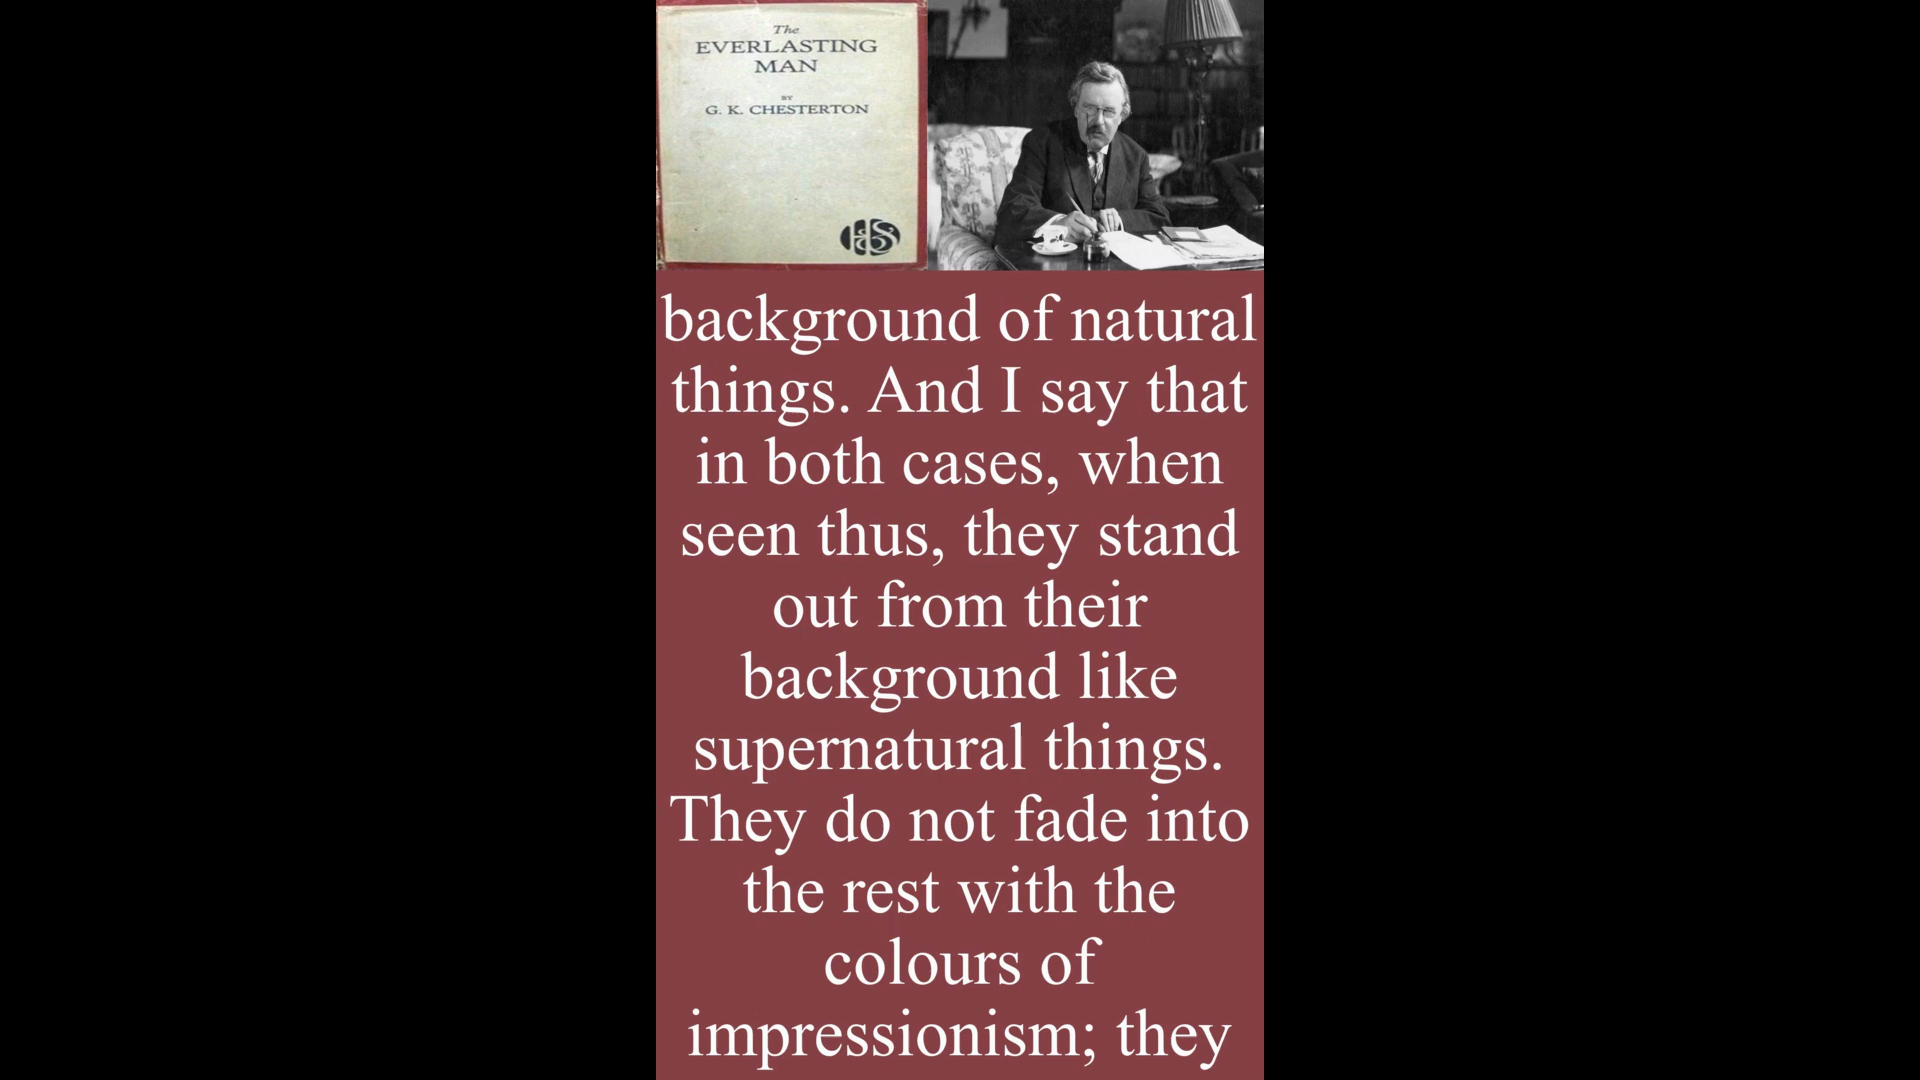 The
EVERLASTING
MAN
BY
G. K. CHESTERTON
H&S
background of natural
things. And I say that
in both cases, when
seen thus, they stand
out from their
background like
supernatural things.
They do not fade into
the rest with the
colours of
impressionism; they